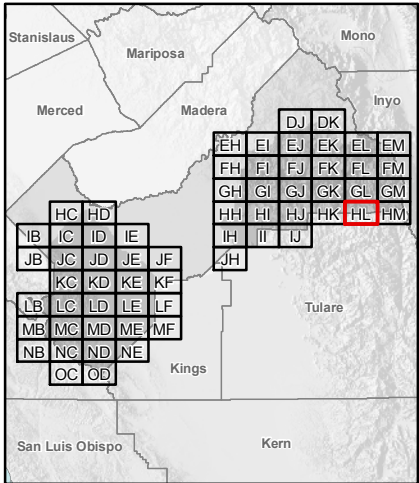 Stanislaus
Mono
Mariposa
Inyo
Merced
Madera
DJ DK
EH EI EJ EK EL EM
FH FI FJ FK FL FM
GH GI GJ GK GL GM
HC HD HH HI HJ HK HL HM
IB IC ID IE IH II IJ
JB JC JD JE JF JH
KC KD KE KF
Tulare
LB LC LD LE LF
MB MC MD ME MF
NB NC ND NE
Kings
OC OD
San Luis Obispo
Kern